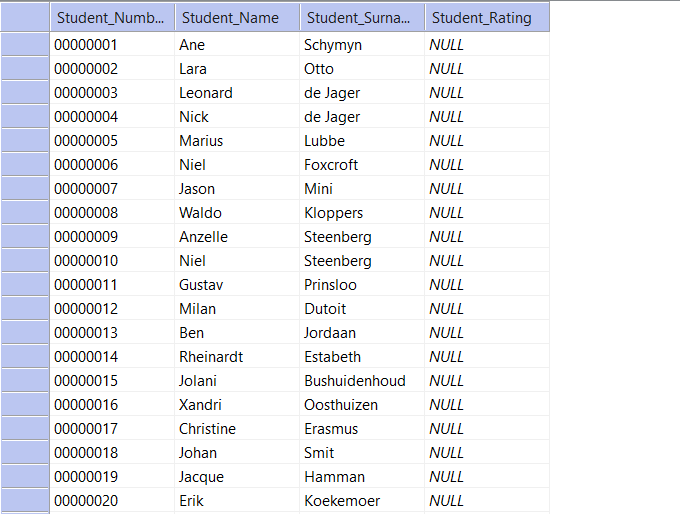 Student_Numb... Student_Name Student_Surna... Student_Rating
00000001 Ane Schymyn NULL
00000002 Lara Otto NULL
00000003 Leonard de Jager NULL
00000004 Nick de Jager NULL
00000005 Marius Lubbe NULL
00000006 Niel Foxcroft NULL
00000007 Jason Mini NULL
00000008 Waldo Kloppers NULL
00000009 Anzelle Steenberg NULL
00000010 Niel Steenberg NULL
00000011 Gustav Prinsloo NULL
00000012 Milan Dutoit NULL
00000013 Ben Jordaan NULL
00000014 Rheinardt Estabeth NULL
00000015 Jolani Bushuidenhoud NULL
00000016 Xandri Oosthuizen NULL
00000017 Christine Erasmus NULL
00000018 Johan Smit NULL
00000019 Jacque Hamman NULL
00000020 Erik Koekemoer NULL